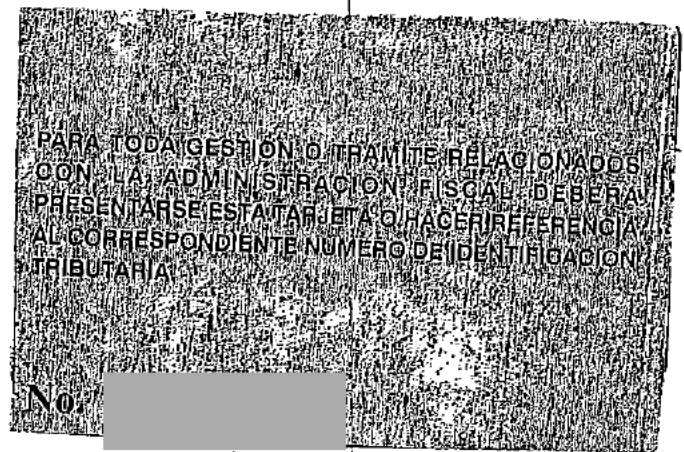 PARA TODA GESTION O TRAMITE RELACIONADOS
CON LA ADMINISTRACION FISCAL DEBERA
PRESENTARSE ESTA TARJETA O HACER REFERENCIA
AL CORRESPONDIENTE NUMERO DE IDENTIFICACION
TRIBUTARIA.
No.